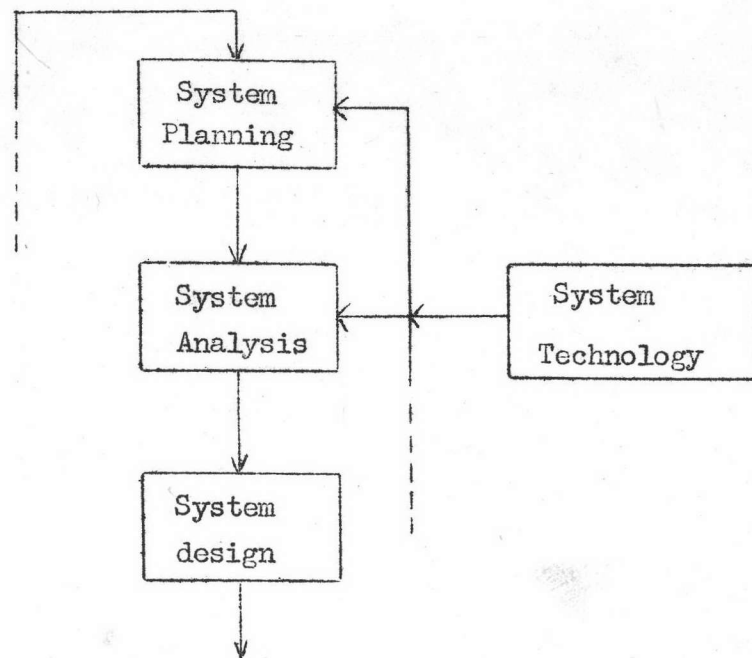 System
Planning
System
Analysis
System
Technology
System
design